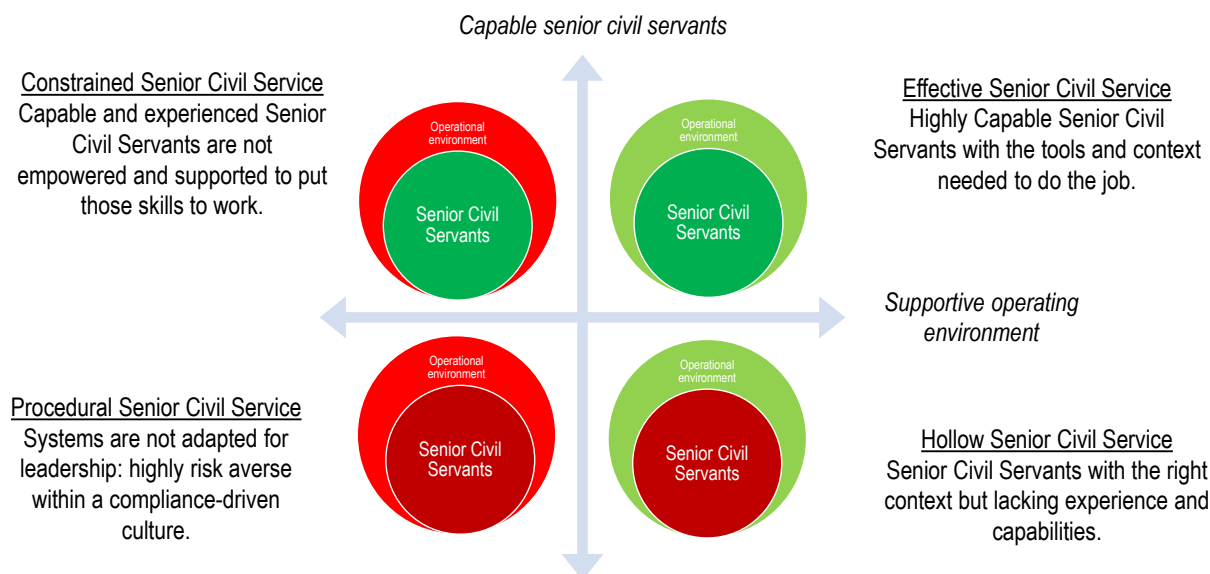 Capable senior civil servants
Constrained Senior Civil Service
Capable and experienced Senior
Civil Servants are not
empowered and supported to put
those skills to work.
Operational
environment
Senior Civil
Servants
Operational
environment
Senior Civil
Servants
Effective Senior Civil Service
Highly Capable Senior Civil
Servants with the tools and context
needed to do the job.
Supportive operating
environment
Procedural Senior Civil Service
Systems are not adapted for
leadership: highly risk averse
within a compliance-driven
culture.
Operational
environment
Senior Civil
Servants
Operational
environment
Senior Civil
Servants
Hollow Senior Civil Service
Senior Civil Servants with the right
context but lacking experience and
capabilities.